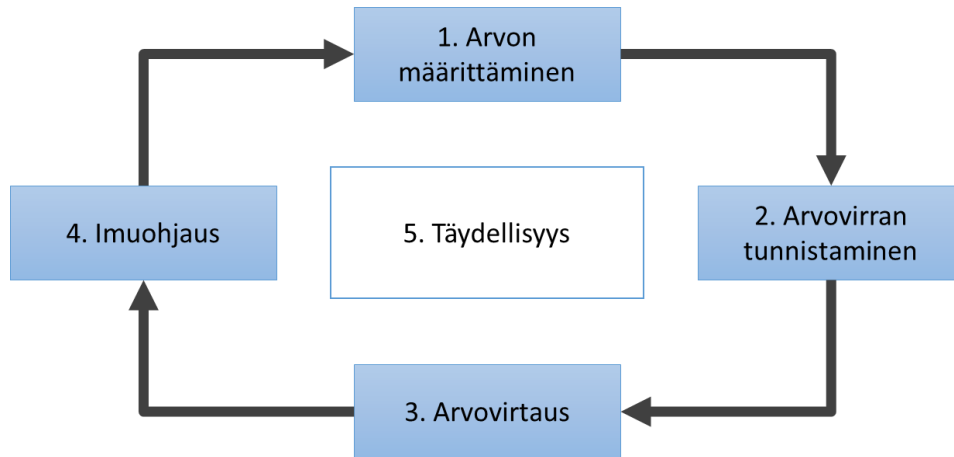 1. Arvon
määrittäminen
2. Arvovirran
tunnistaminen
3. Arvovirtaus
4. Imuohjaus
5. Täydellisyys